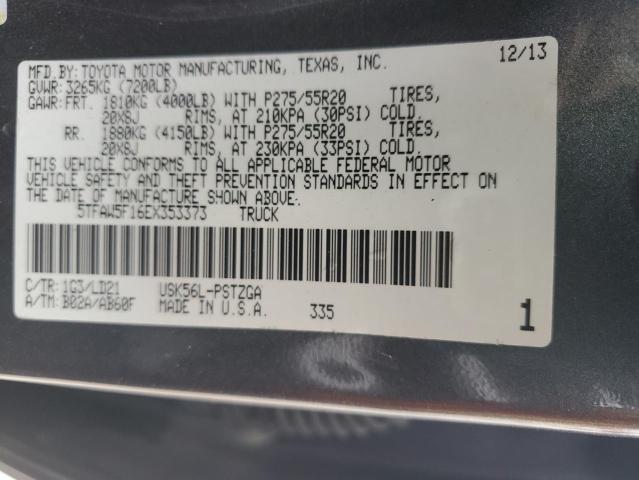 MFD.BY: TOYOTA MOTOR MANUFACTURING, TEXAS, INC. 12/13
GVWR: 3265KG (7200LB)
GAWR: FRT. 1810KG (4000LB) WITH P275/55R20 TIRES,
20X8J RIMS, AT 210KPA (30PSI) COLD.
RR. 1880KG (4150LB) WITH P275/55R20 TIRES,
20X8J RIMS, AT 230KPA (33PSI) COLD.
THIS VEHICLE CONFORMS TO ALL APPLICABLE FEDERAL MOTOR
VEHICLE SAFETY AND THEFT PREVENTION STANDARDS IN EFFECT ON
THE DATE OF MANUFACTURE SHOWN ABOVE.
5TFAW5F16EX353373 TRUCK
C/TR: 1G3/LD21 USK56L-PSTZGA
A/TM: B02A/AB60F MADE IN U.S.A. 335 1